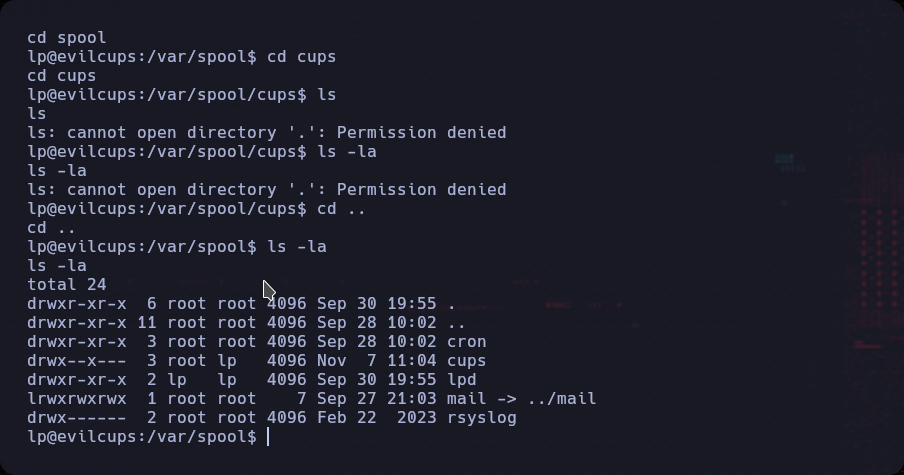 cd spool
lp@evilcups:/var/spool$ cd cups
cd cups
lp@evilcups:/var/spool/cups$ ls
ls
ls: cannot open directory '.': Permission denied
lp@evilcups:/var/spool/cups$ ls -la
ls -la
ls: cannot open directory '.': Permission denied
lp@evilcups:/var/spool/cups$ cd ..
cd ..
lp@evilcups:/var/spool$ ls -la
ls -la
total 24
drwxr-xr-x  6 root root 4096 Sep 30 19:55 .
drwxr-xr-x 11 root root 4096 Sep 28 10:02 ..
drwxr-xr-x  3 root root 4096 Sep 28 10:02 cron
drwx--x---  3 root lp   4096 Nov  7 11:04 cups
drwxr-xr-x  2 lp   lp   4096 Sep 30 19:55 lpd
lrwxrwxrwx  1 root root    7 Sep 27 21:03 mail -> ../mail
drwx------  2 root root 4096 Feb 22  2023 rsyslog
lp@evilcups:/var/spool$